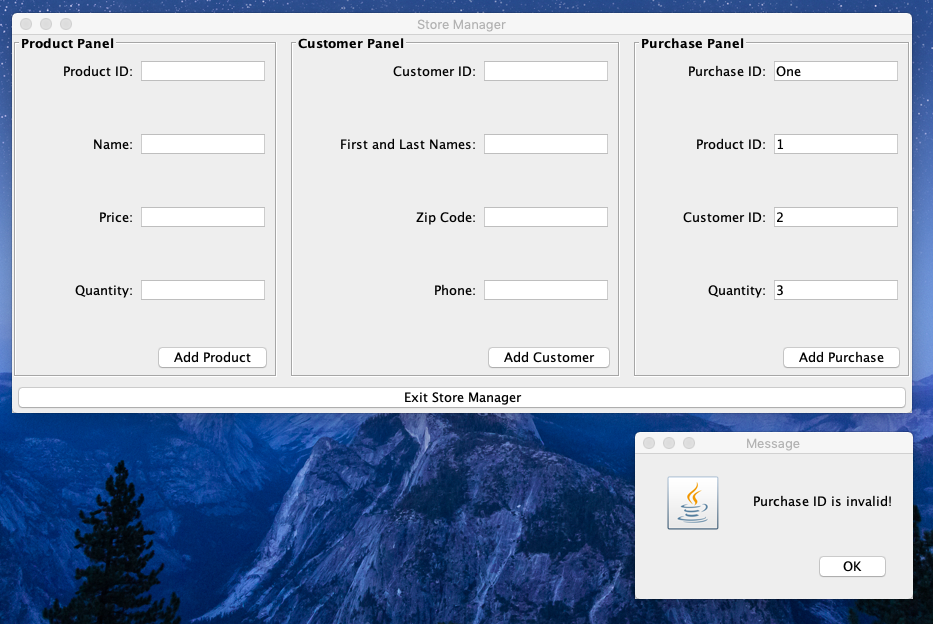 Store Manager
Product Panel
Product ID:
Name:
Price:
Quantity:
Add Product
Customer Panel
Customer ID:
First and Last Names:
Zip Code:
Phone:
Add Customer
Purchase Panel
Purchase ID: One
Product ID: 1
Customer ID: 2
Quantity: 3
Add Purchase
Exit Store Manager
Message
Purchase ID is invalid!
OK